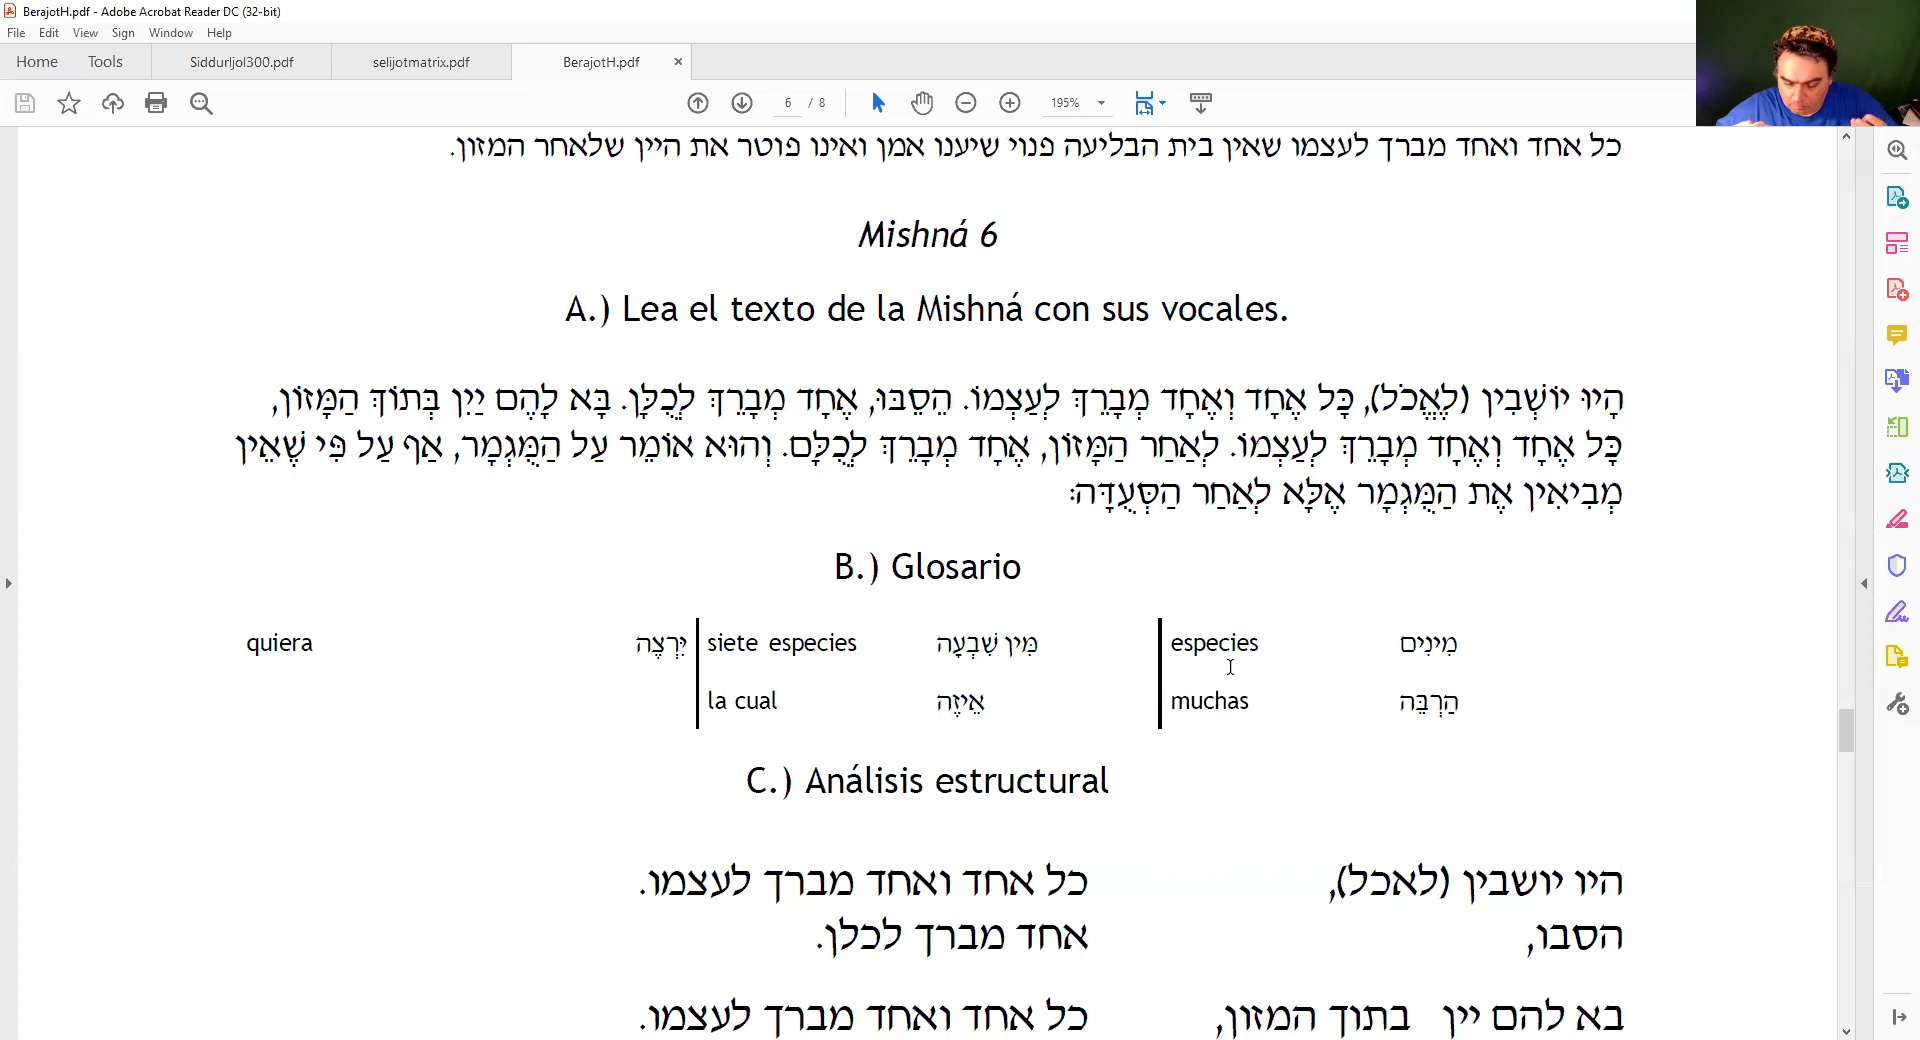 BerajotH.pdf - Adobe Acrobat Reader DC (32-bit)
File Edit View Sign Window Help
Home Tools SiddurIjol300.pdf selijotmatrix.pdf BerajotH.pdf ×
6 / 8 195%
כל אחד ואחד מברך לעצמו שאין בית הבליעה פנוי שיענו אמן ואינו פוטר את היין שלאחר המזון.
Mishná 6
A.) Lea el texto de la Mishná con sus vocales.
הָיוּ יוֹשְׁבִין (לֶאֱכֹל), כָּל אֶחָד וְאֶחָד מְבָרֵךְ לְעַצְמוֹ. הֵסֵבּוּ, אֶחָד מְבָרֵךְ לְכֻלָּן. בָּא לָהֶם יַיִן בְּתוֹךְ הַמָּזוֹן,
כָּל אֶחָד וְאֶחָד מְבָרֵךְ לְעַצְמוֹ. לְאַחַר הַמָּזוֹן, אֶחָד מְבָרֵךְ לְכֻלָּם. וְהוּא אוֹמֵר עַל הַמֻּגְמָר, אַף עַל פִּי שֶׁאֵין
מְבִיאִין אֶת הַמֻּגְמָר אֶלָּא לְאַחַר הַסְּעֻדָּה:
B.) Glosario
quiera יִּרְצֶה siete especies מִּין שִׁבְעָה especies מִינִים
la cual אֵיזֶה muchas הַרְבֵּה
C.) Análisis estructural
היו יושבין (לאכל), כל אחד ואחד מברך לעצמו.
הסבו, אחד מברך לכלן.
בא להם יין בתוך המזון, כל אחד ואחד מברך לעצמו.